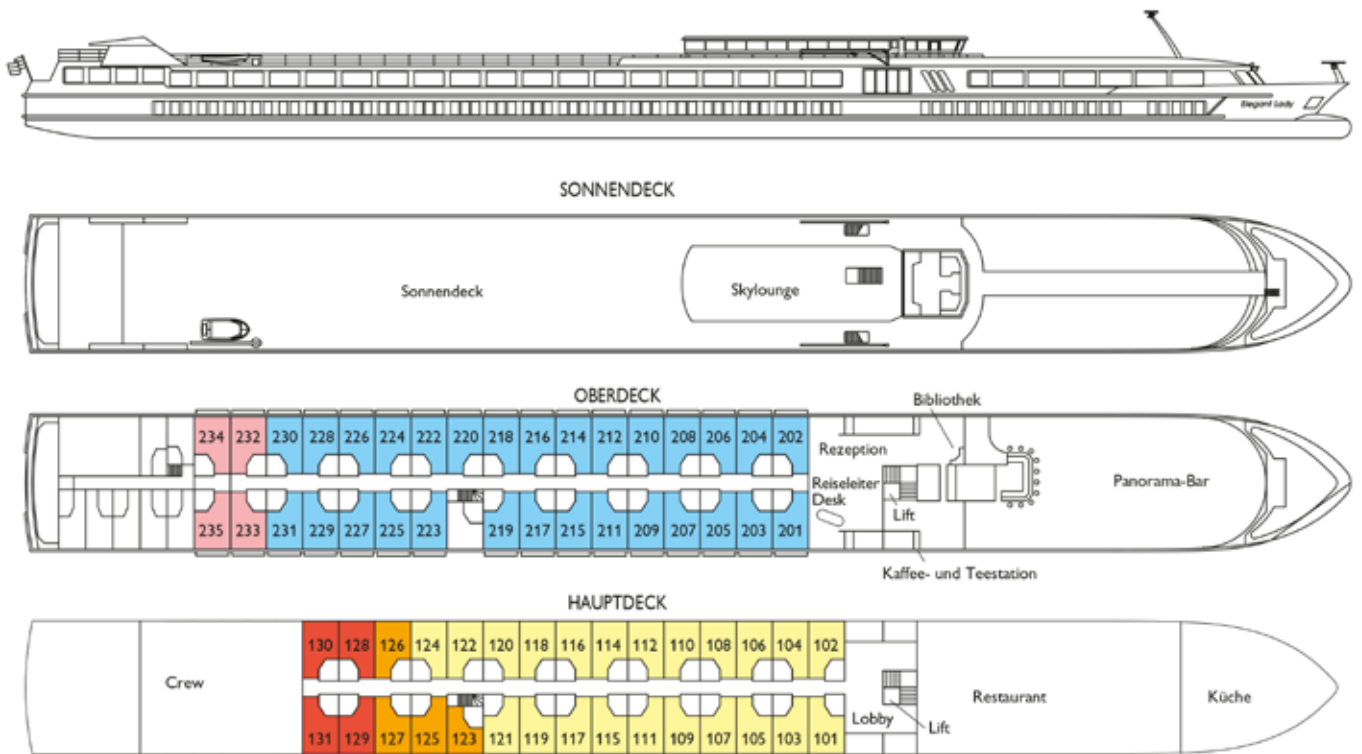 Elegant Lady
SONNENDECK
Sonnendeck
Skylounge
OBERDECK
Bibliothek
234 232 230 228 226 224 222 220 218 216 214 212 210 208 206 204 202
Rezeption
Reiseleiter
Desk
Lift
Panorama-Bar
235 233 231 229 227 225 223 219 217 215 211 209 207 205 203 201
Kaffee- und Teestation
HAUPTDECK
130 128 126 124 122 120 118 116 114 112 110 108 106 104 102
Crew
Restaurant
Küche
Lobby
Lift
131 129 127 125 123 121 119 117 115 111 109 107 105 103 101